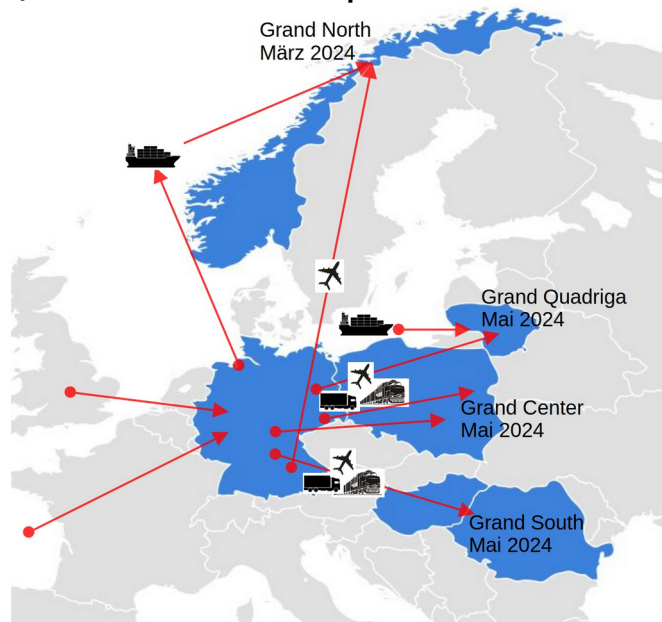 Grand North
März 2024
Grand Quadriga
Mai 2024
Grand Center
Mai 2024
Grand South
Mai 2024